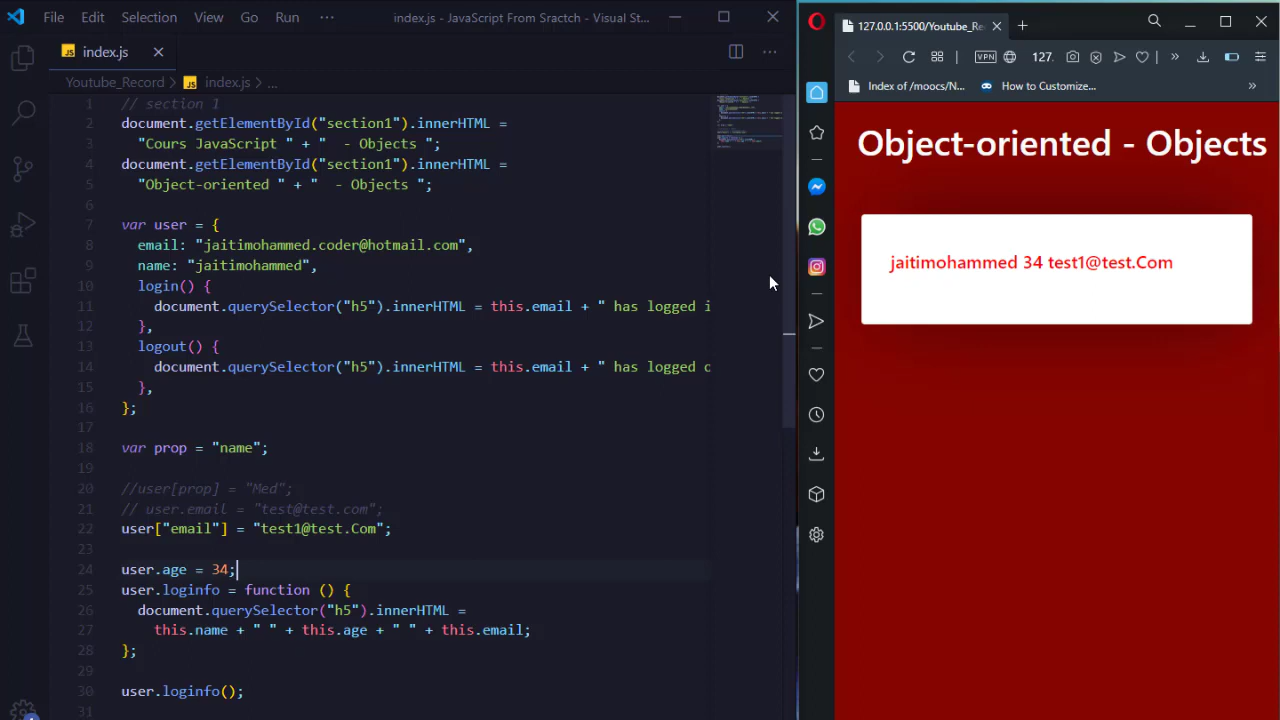 File Edit Selection View Go Run ··· index.js - JavaScript From Sractch - Visual St...
JS index.js
Youtube_Record > JS index.js > ...
1 // section 1
2 document.getElementById("section1").innerHTML =
3 "Cours JavaScript " + "  - Objects ";
4 document.getElementById("section1").innerHTML =
5 "Object-oriented " + "  - Objects ";
6
7 var user = {
8 email: "jaitimohammed.coder@hotmail.com",
9 name: "jaitimohammed",
10 login() {
11 document.querySelector("h5").innerHTML = this.email + " has logged i
12 },
13 logout() {
14 document.querySelector("h5").innerHTML = this.email + " has logged o
15 },
16 };
17
18 var prop = "name";
19
20 //user[prop] = "Med";
21 // user.email = "test@test.com";
22 user["email"] = "test1@test.Com";
23
24 user.age = 34;
25 user.loginfo = function () {
26 document.querySelector("h5").innerHTML =
27 this.name + " " + this.age + " " + this.email;
28 };
29
30 user.loginfo();
31
127.0.0.1:5500/Youtube_Re
VPN 127. »
Index of /moocs/N... How to Customize... »
Object-oriented - Objects
jaitimohammed 34 test1@test.Com